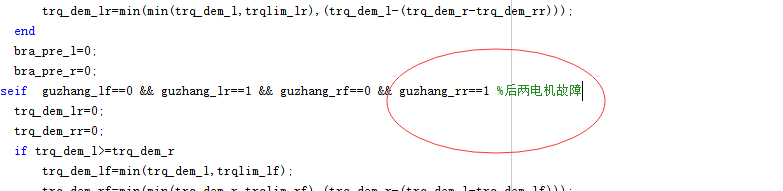 trq_dem_lr=min(min(trq_dem_l,trqlim_lr),(trq_dem_l-(trq_dem_r-trq_dem_rr)));
end
bra_pre_l=0;
bra_pre_r=0;
seif guzhang_lf==0 && guzhang_lr==1 && guzhang_rf==0 && guzhang_rr==1 %后两电机故障
trq_dem_lr=0;
trq_dem_rr=0;
if trq_dem_l>=trq_dem_r
trq_dem_lf=min(trq_dem_l,trqlim_lf);
trq_dem_rf=min(min(trq_dem_r,trqlim_rf),(trq_dem_r-(trq_dem_l-trq_dem_lf)));